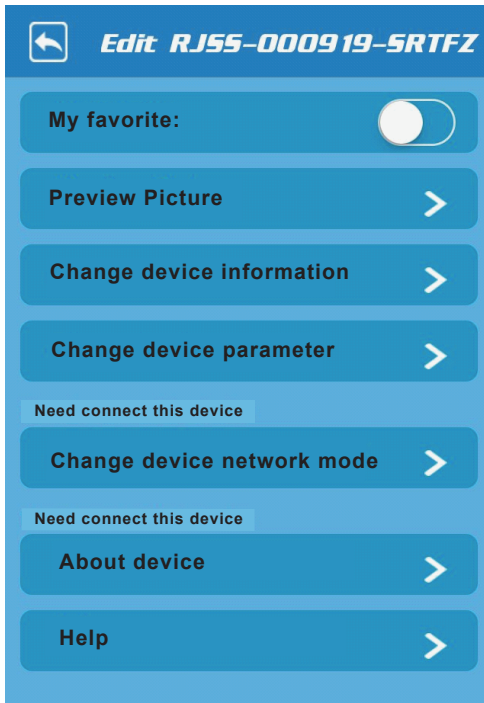 Edit RJSS-000919-SRTFZ
My favorite:
Preview Picture
Change device information
Change device parameter
Need connect this device
Change device network mode
Need connect this device
About device
Help